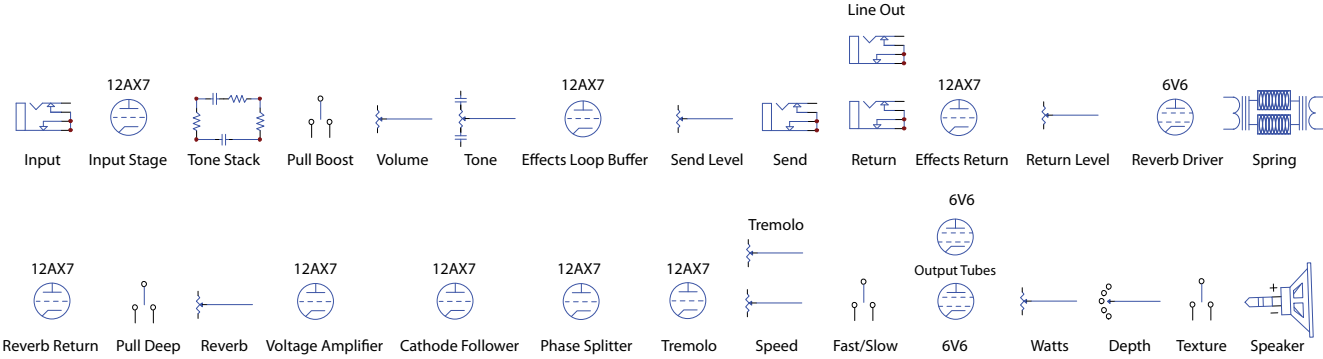 Line Out
12AX7 12AX7 12AX7 6V6
Input Input Stage Tone Stack Pull Boost Volume Tone Effects Loop Buffer Send Level Send Return Effects Return Return Level Reverb Driver Spring
6V6
Tremolo
12AX7 12AX7 12AX7 12AX7 12AX7 Output Tubes
+
−
Reverb Return Pull Deep Reverb Voltage Amplifier Cathode Follower Phase Splitter Tremolo Speed Fast/Slow 6V6 Watts Depth Texture Speaker